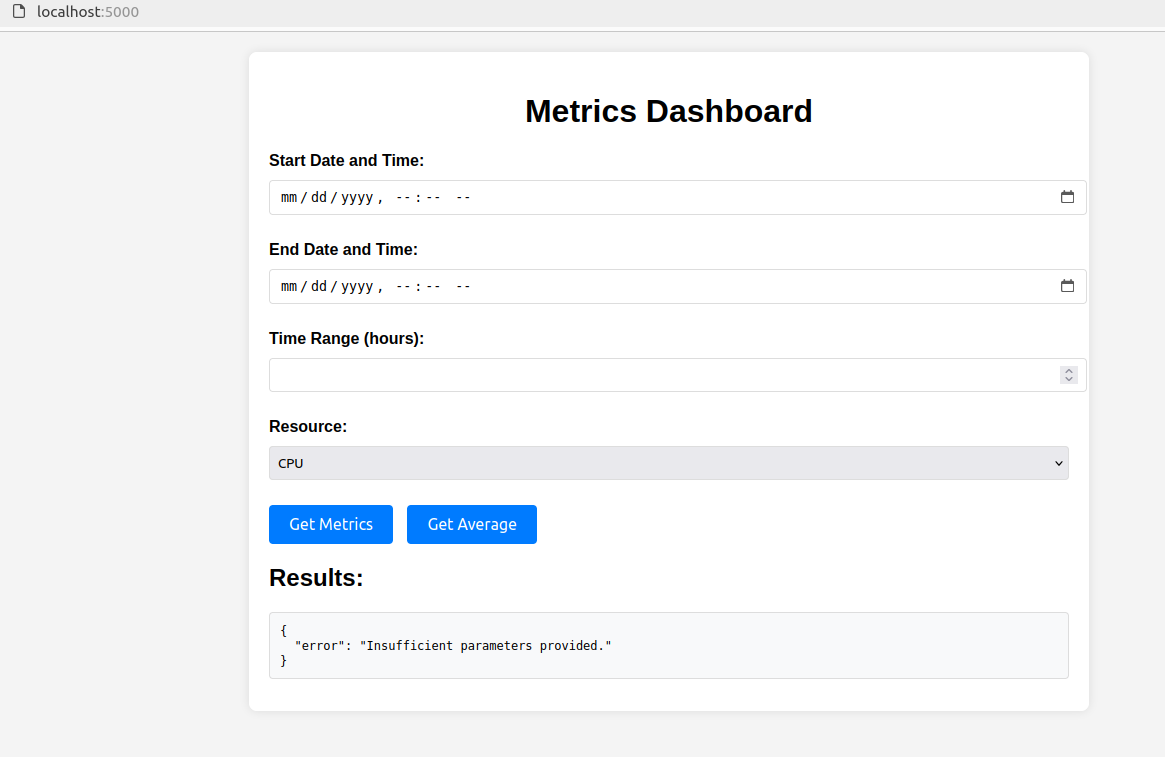 localhost:5000
Metrics Dashboard
Start Date and Time:
mm/dd/yyyy, --:-- --
End Date and Time:
mm/dd/yyyy, --:-- --
Time Range (hours):
Resource:
CPU
Get Metrics Get Average
Results:
{
  "error": "Insufficient parameters provided."
}